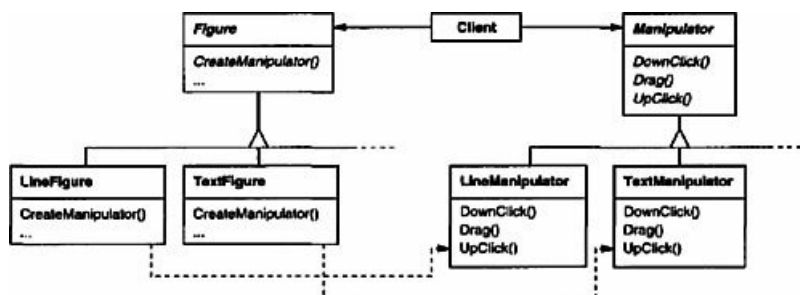 Figure
CreateManipulator()
...
Client
Manipulator
DownClick()
Drag()
UpClick()
LineFigure
CreateManipulator()
...
TextFigure
CreateManipulator()
...
LineManipulator
DownClick()
Drag()
UpClick()
TextManipulator
DownClick()
Drag()
UpClick()